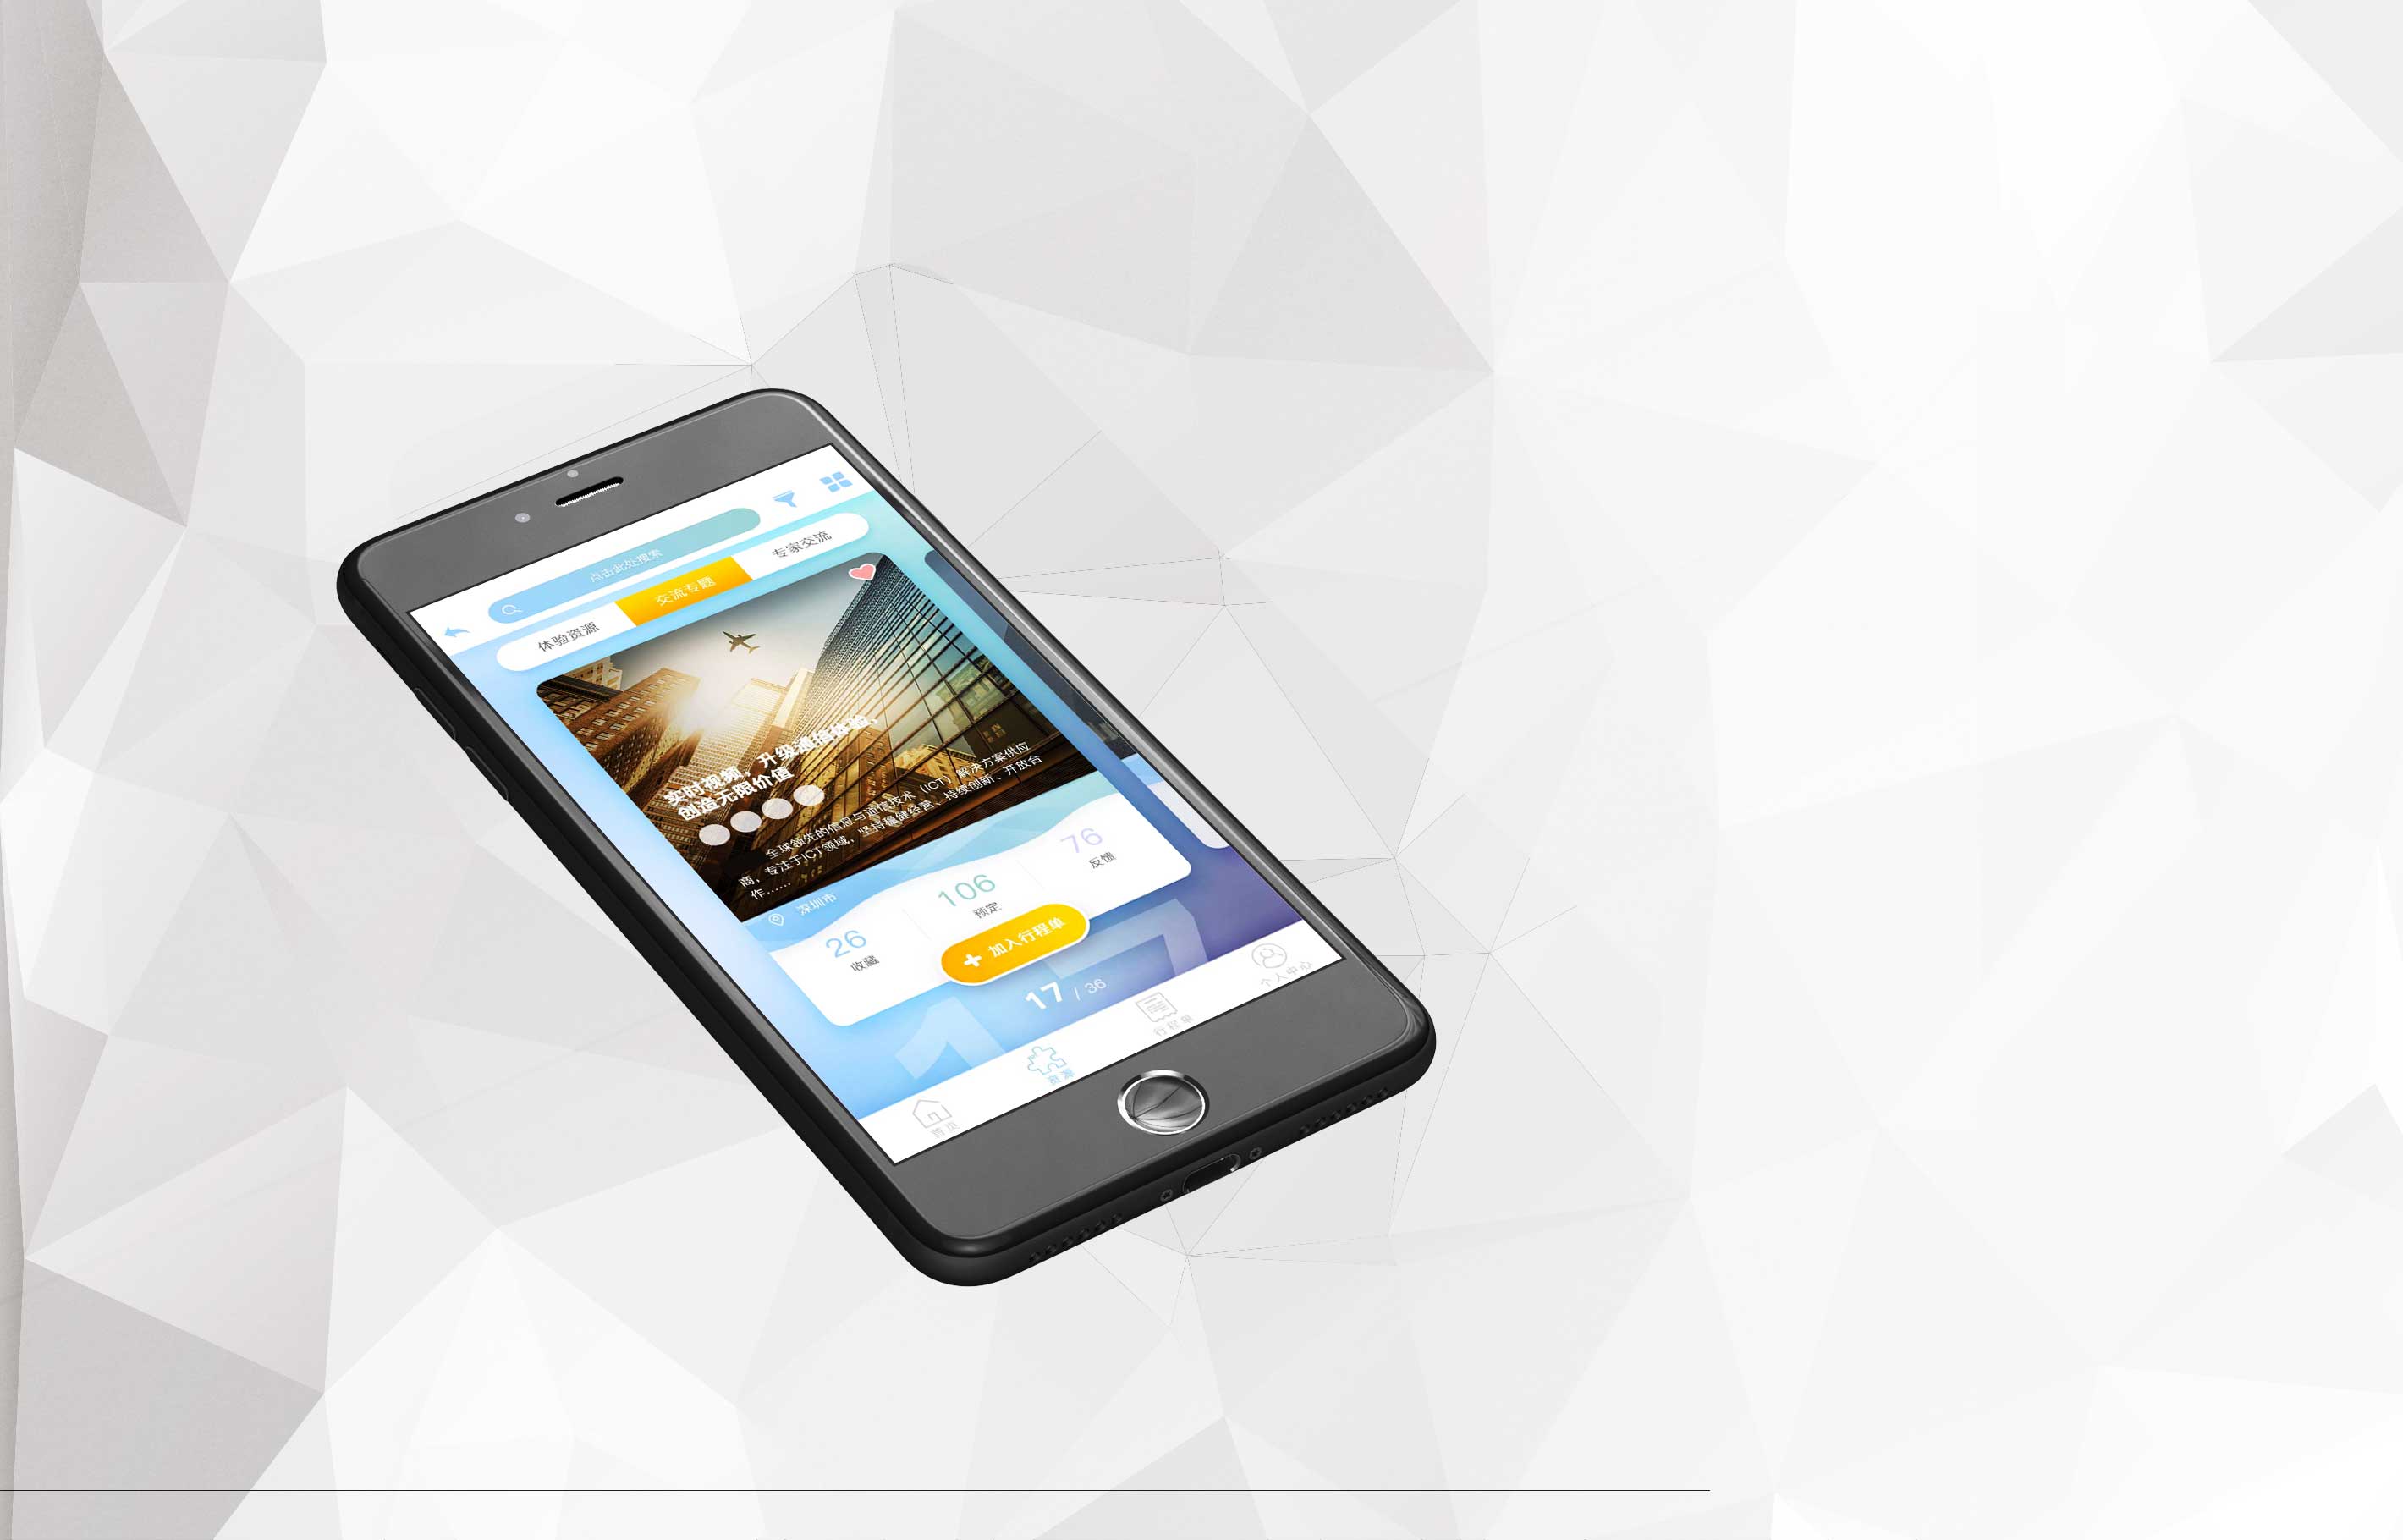 点击此处搜索
体验资源
交流专题
专家交流
实时视频，升级通信体验，
创造无限价值
全球领先的信息与通信技术（ICT）解决方案供应
商，专注于ICT领域，坚持稳健经营、持续创新、开放合
作……
深圳市
26
收藏
106
预定
76
反馈
加入行程单
17
17 / 36
首页
资源
行程单
个人中心